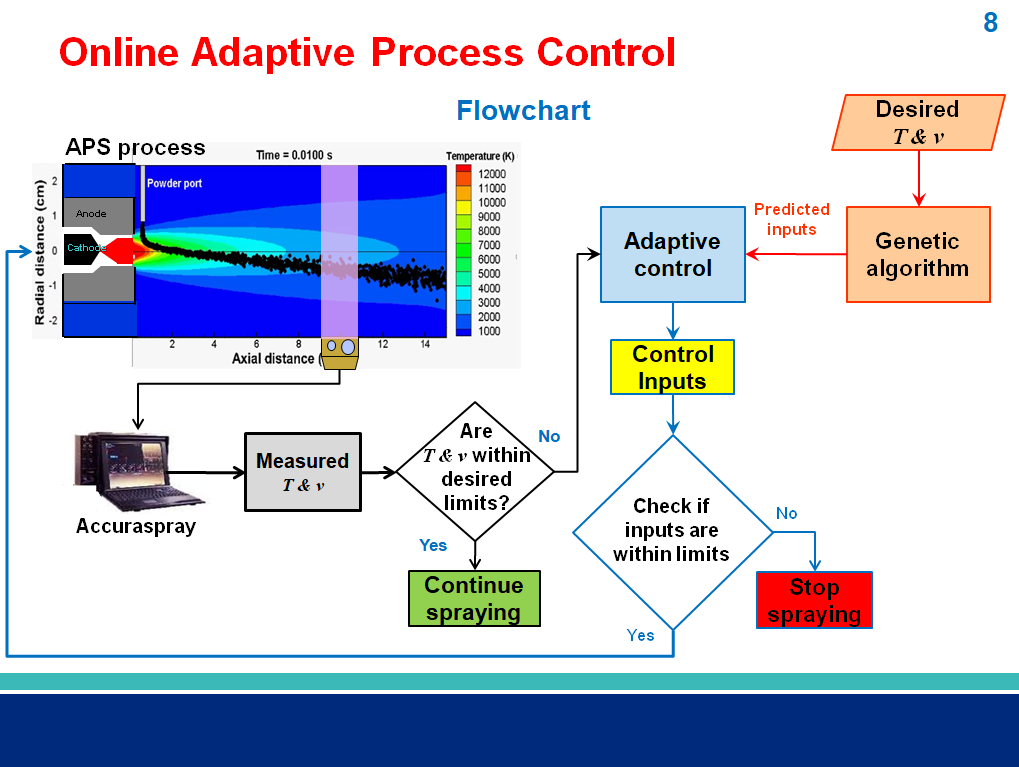 8
Online Adaptive Process Control
Flowchart
Desired
T & v
APS process
Time = 0.0100 s
Temperature (K)
Powder port
Anode
Cathode
Radial distance (cm)
2
1
0
-1
-2
2
4
6
8
12
14
Axial distance (
12000
11000
10000
9000
8000
7000
6000
5000
4000
3000
2000
1000
Predicted
inputs
Adaptive
control
Genetic
algorithm
Control
Inputs
Accuraspray
Measured
T & v
Are
T & v within
desired
limits?
No
Yes
Continue
spraying
Check if
inputs are
within limits
No
Stop
spraying
Yes